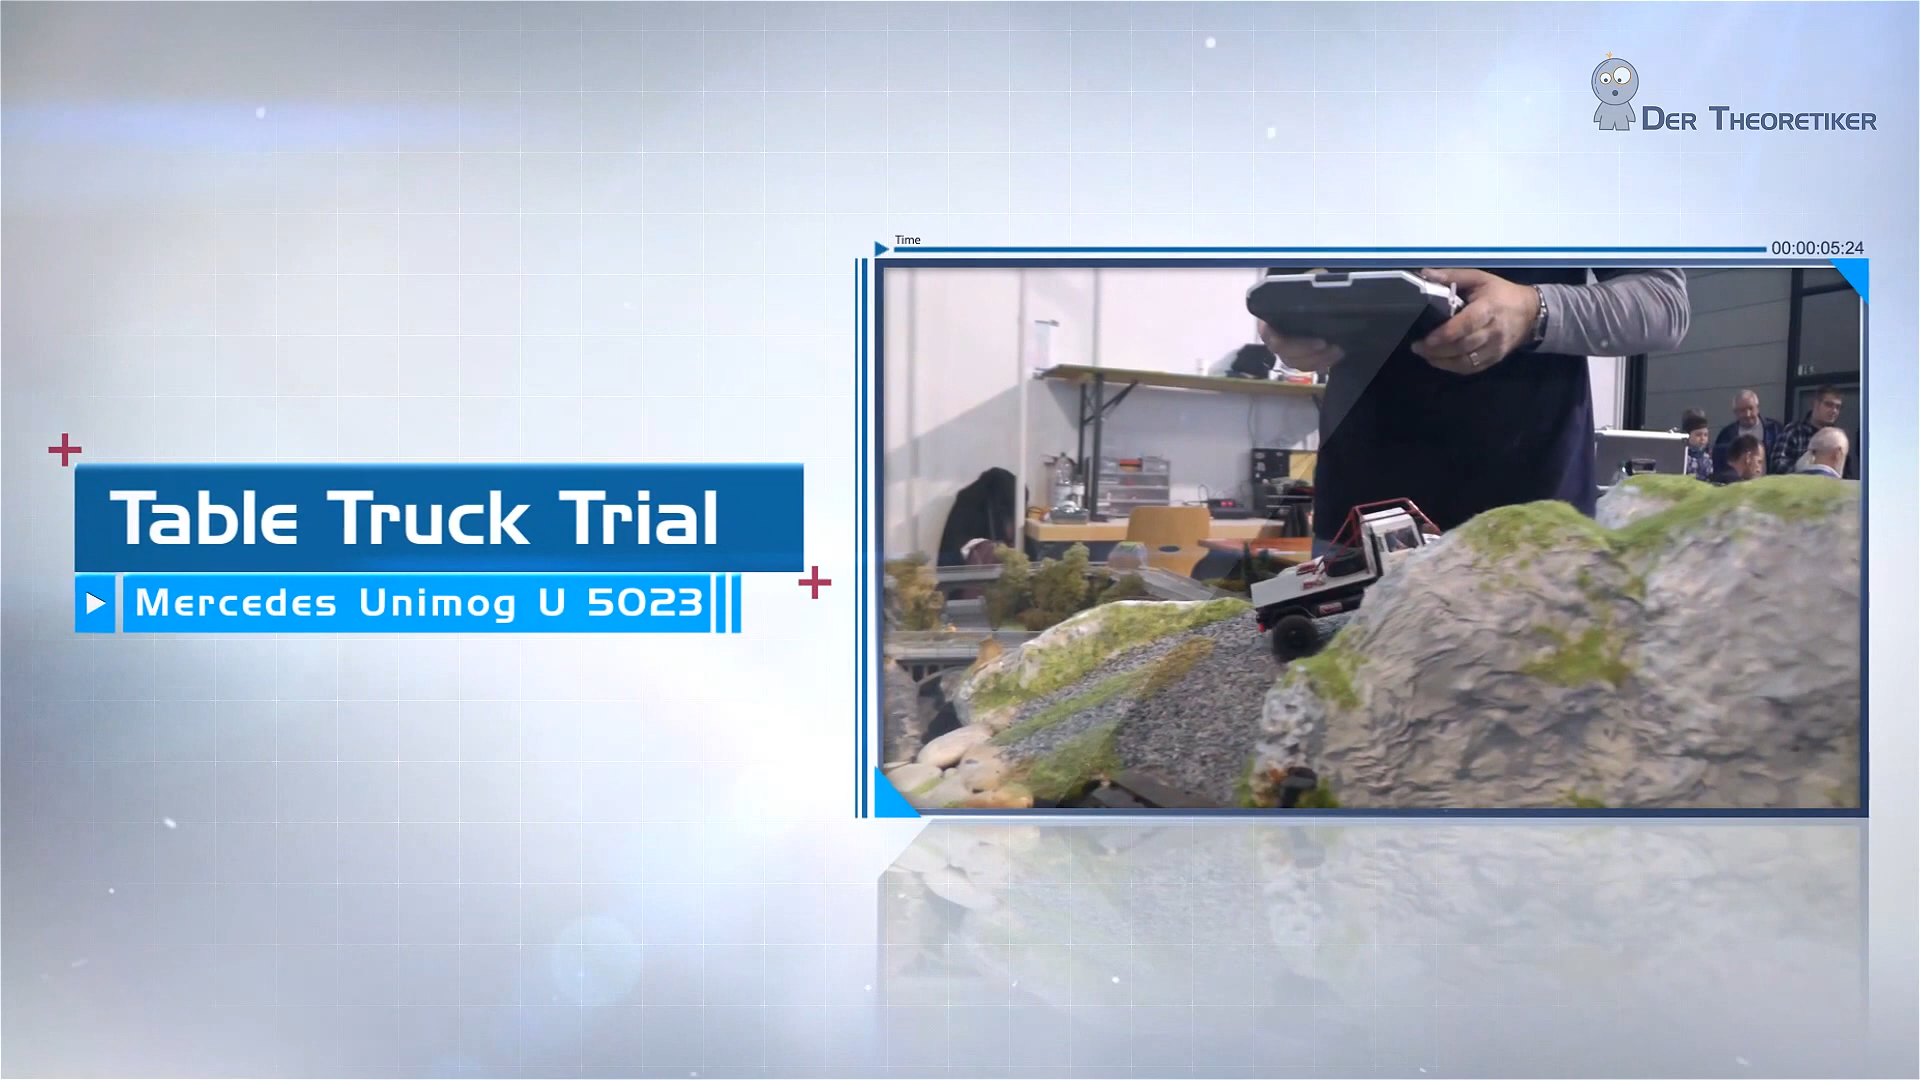 Der Theoretiker
Time
00:00:05:24
Table Truck Trial
Mercedes Unimog U 5023